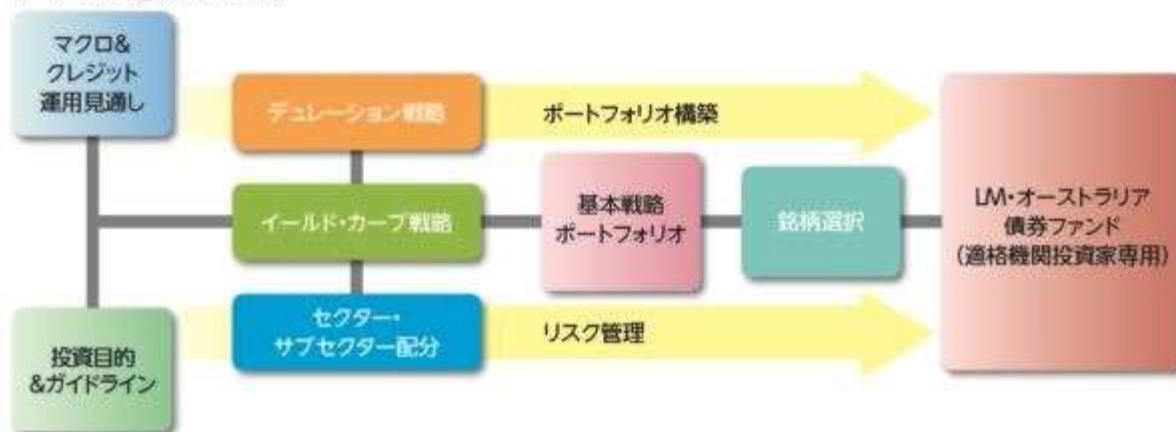 マクロ&
クレジット
運用見通し
デュレーション戦略
ポートフォリオ構築
イールド・カーブ戦略
基本戦略
ポートフォリオ
銘柄選択
LM・オーストラリア
債券ファンド
(適格機関投資家専用)
セクター・
サブセクター配分
リスク管理
投資目的
&ガイドライン